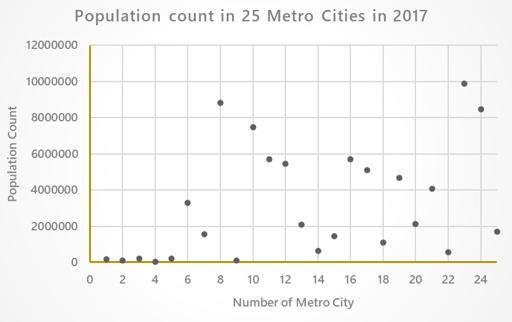 Population count in 25 Metro Cities in 2017
12000000
10000000
8000000
6000000
4000000
2000000
0
Population Count
0 2 4 6 8 10 12 14 16 18 20 22 24
Number of Metro City